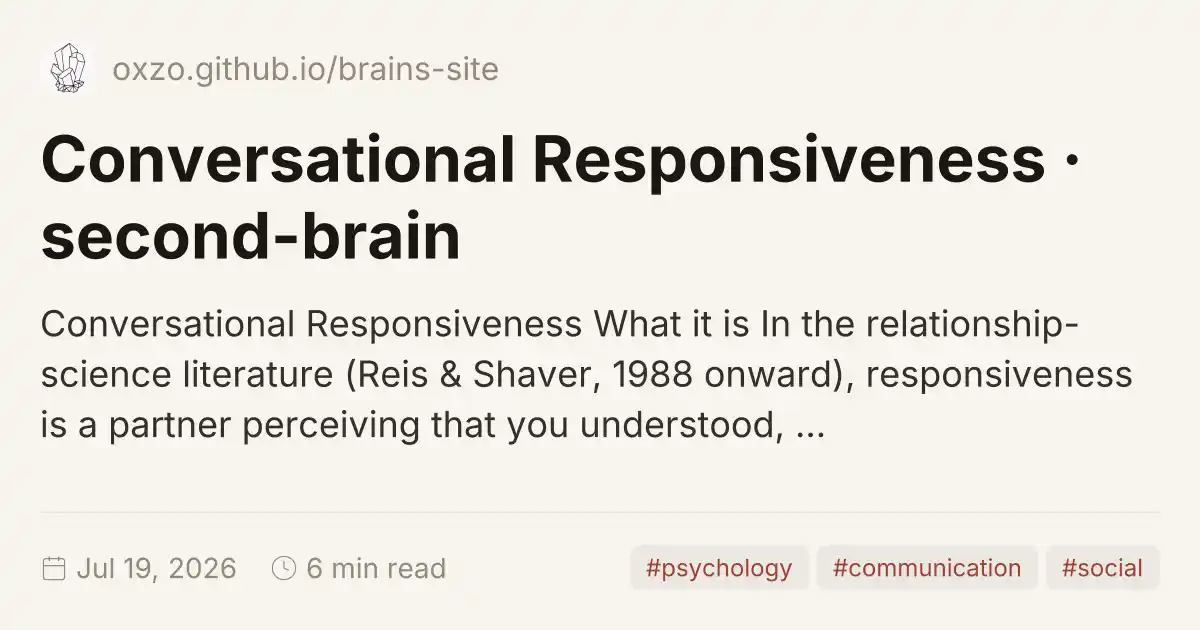 oxzo.github.io/brains-site
Conversational Responsiveness ·
second-brain
Conversational Responsiveness What it is In the relationship-
science literature (Reis & Shaver, 1988 onward), responsiveness
is a partner perceiving that you understood, ...
Jul 19, 2026 6 min read #psychology #communication #social